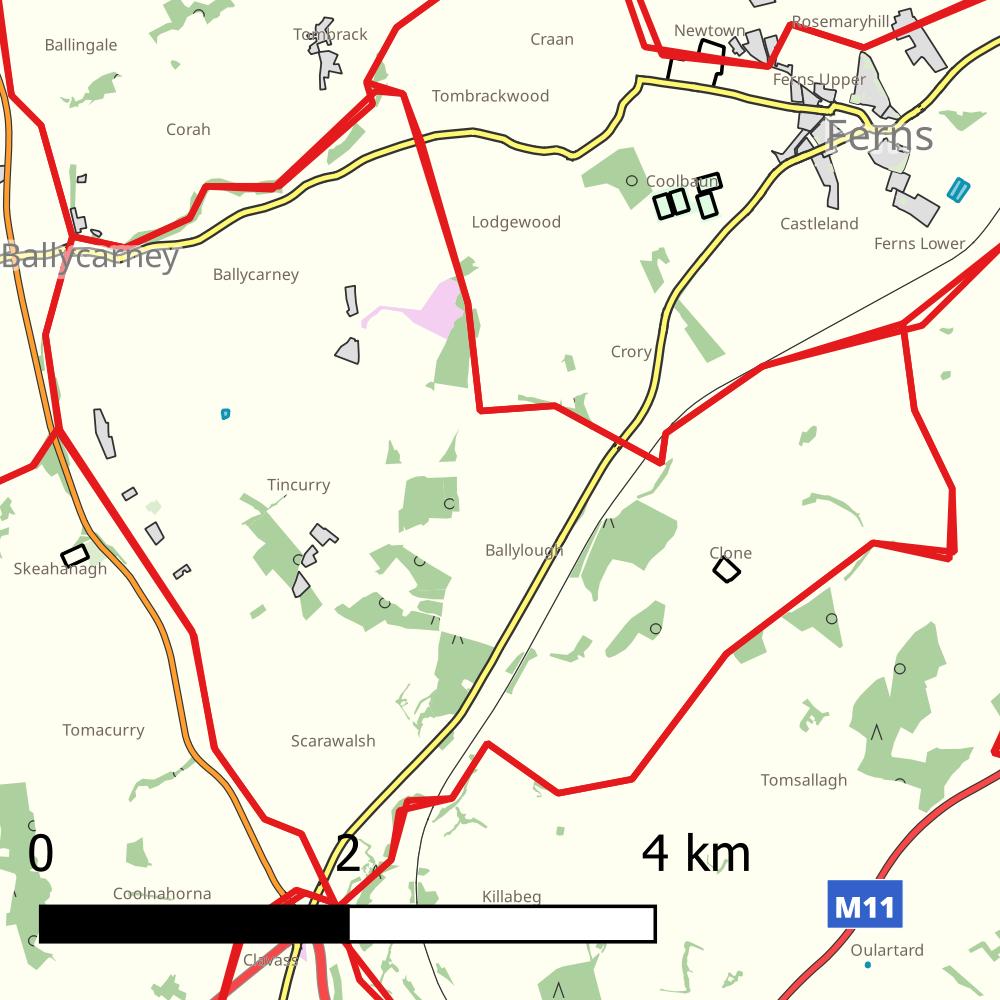 Rosemaryhill
Newtown
Tombrack
Craan
Ballingale
Ferns Upper
Tombrackwood
Corah
Ferns
Coolbaun
Lodgewood
Castleland
Ferns Lower
Ballycarney
Ballycarney
Crory
Tincurry
Ballylough
Clone
Skeahanagh
Tomacurry
Scarawalsh
Tomsallagh
0 2 4 km
Coolnahorna
Killabeg
M11
Oulartard
Clavass